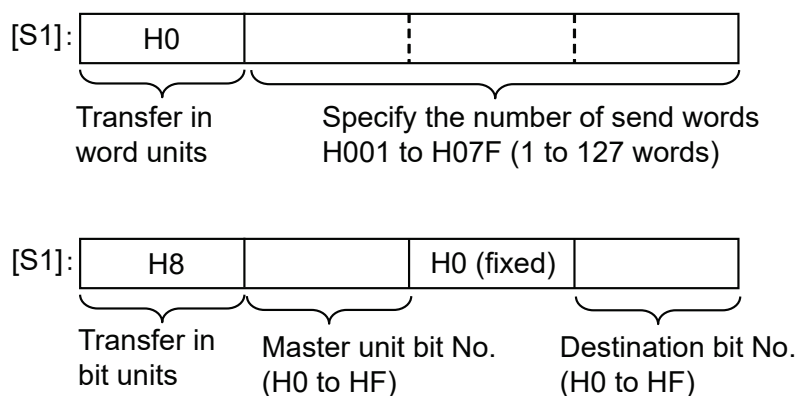 [S1]: H0
Transfer in
word units
Specify the number of send words
H001 to H07F (1 to 127 words)
[S1]: H8 H0 (fixed)
Transfer in
bit units
Master unit bit No.
(H0 to HF)
Destination bit No.
(H0 to HF)